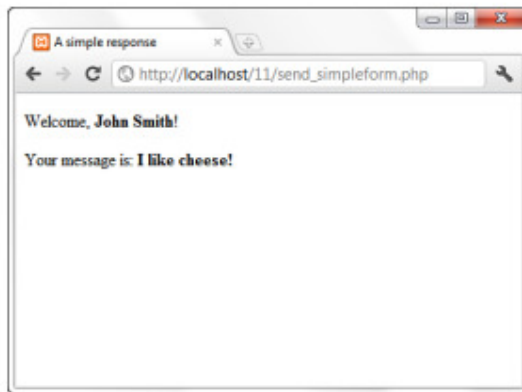 A simple response
http://localhost/11/send_simpleform.php
Welcome, John Smith!
Your message is: I like cheese!